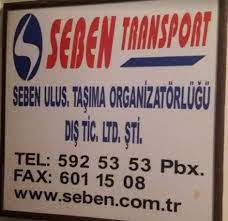 SEBEN TRANSPORT
SEBEN ULUS. TAŞIMA ORGANİZATÖRLÜĞÜ
DIŞ TİC. LTD. ŞTİ.
TEL: 592 53 53 Pbx.
FAX: 601 15 08
www.seben.com.tr